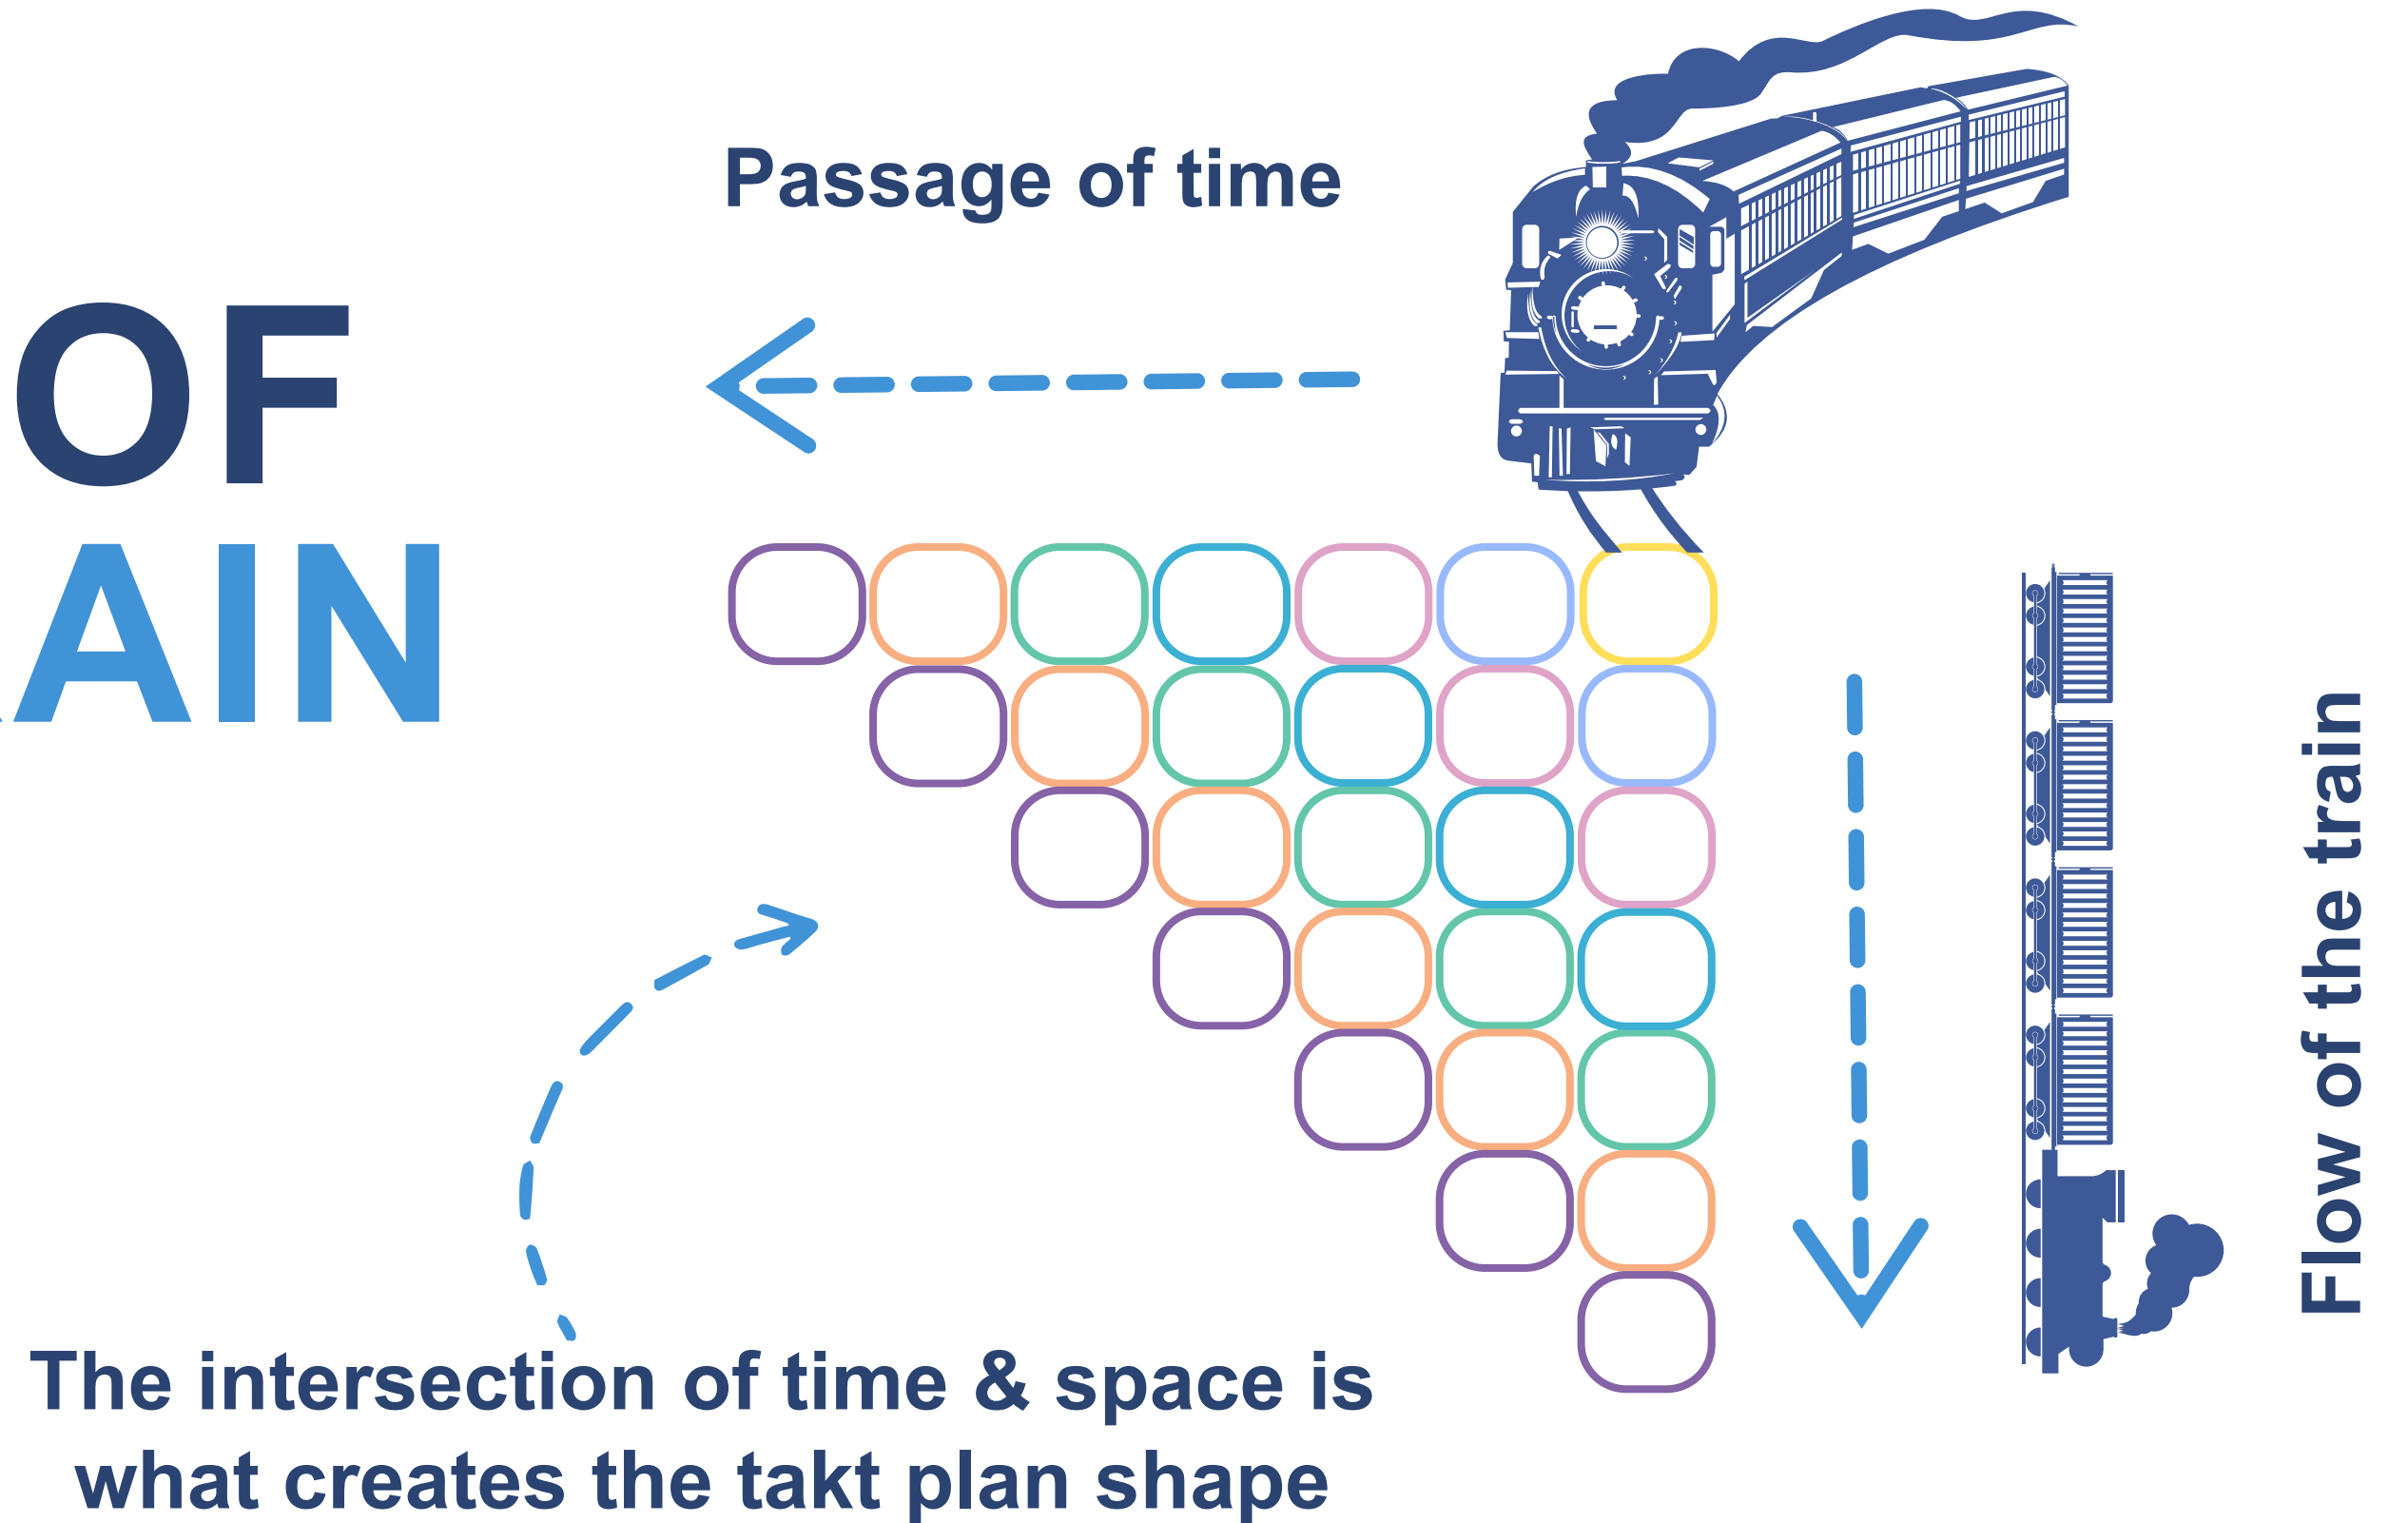 Passage of time
OF
AIN
Flow of the train
The intersection of time & space is
what creates the takt plan shape